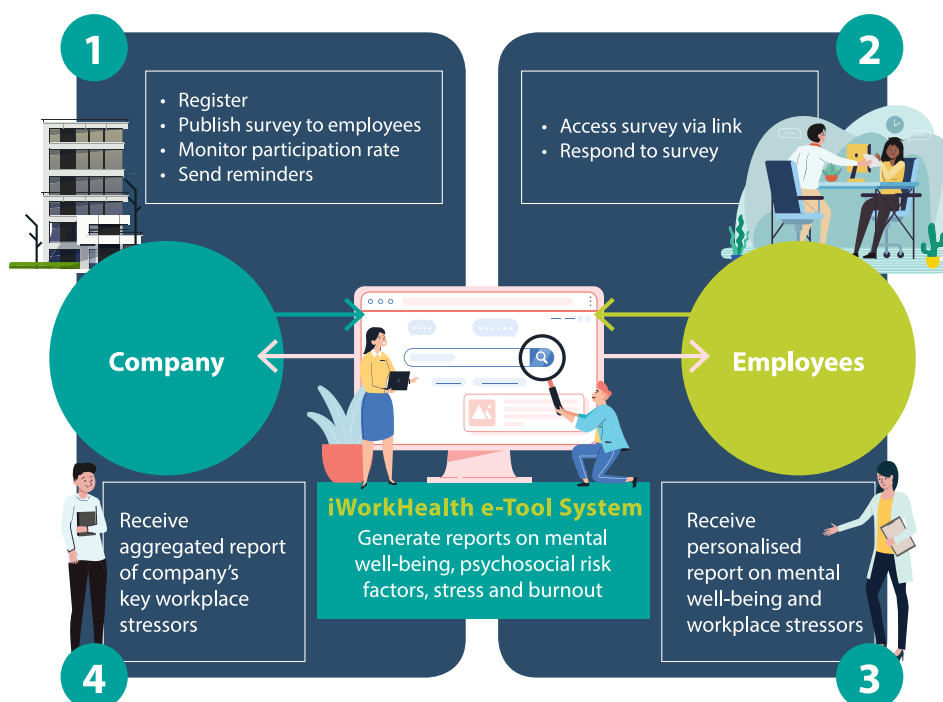 1
• Register
• Publish survey to employees
• Monitor participation rate
• Send reminders
2
• Access survey via link
• Respond to survey
Company
Employees
iWorkHealth e-Tool System
Generate reports on mental
well-being, psychosocial risk
factors, stress and burnout
Receive
personalised
report on mental
well-being and
workplace stressors
3
Receive
aggregated report
of company’s
key workplace
stressors
4